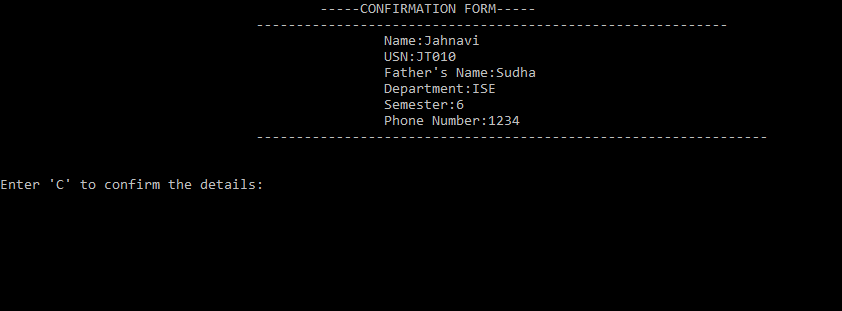 -----CONFIRMATION FORM-----
-----------------------------------------------------------
Name:Jahnavi
USN:JT010
Father's Name:Sudha
Department:ISE
Semester:6
Phone Number:1234
----------------------------------------------------------------
Enter 'C' to confirm the details: